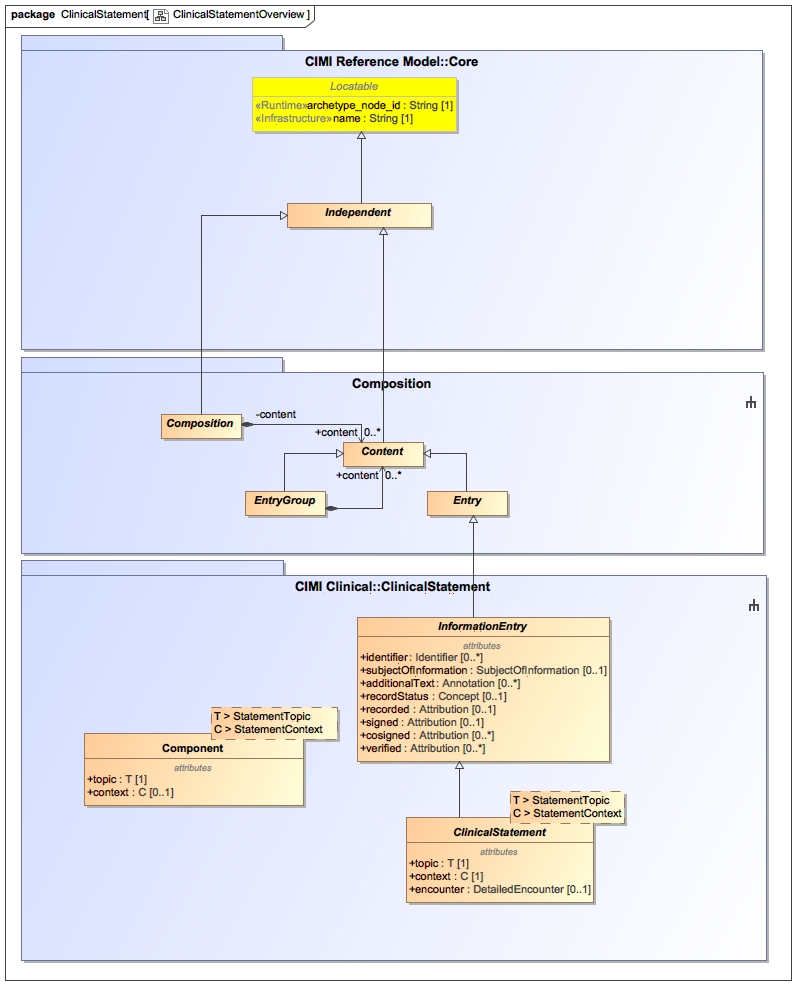 package ClinicalStatement[ ClinicalStatementOverview ]
CIMI Reference Model::Core
Locatable
«Runtime»archetype_node_id : String [1]
«Infrastructure»name : String [1]
Independent
Composition
Composition
-content
+content 0..*
Content
+content 0..*
EntryGroup
Entry
CIMI Clinical::ClinicalStatement
InformationEntry
attributes
+identifier : Identifier [0..*]
+subjectOfInformation : SubjectOfInformation [0..1]
+additionalText : Annotation [0..*]
+recordStatus : Concept [0..1]
+recorded : Attribution [0..1]
+signed : Attribution [0..1]
+cosigned : Attribution [0..*]
+verified : Attribution [0..*]
T > StatementTopic
C > StatementContext
Component
attributes
+topic : T [1]
+context : C [0..1]
T > StatementTopic
C > StatementContext
ClinicalStatement
attributes
+topic : T [1]
+context : C [1]
+encounter : DetailedEncounter [0..1]